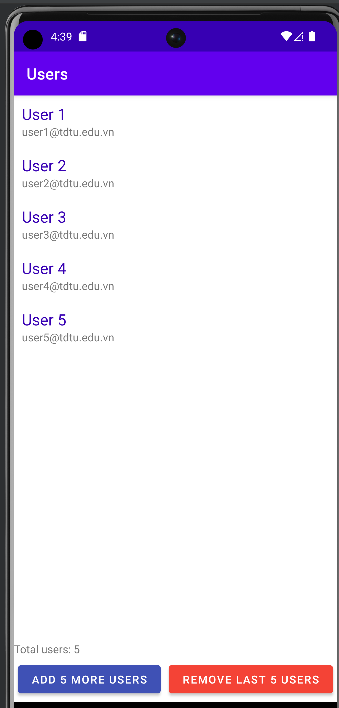 4:39
Users
User 1
user1@tdtu.edu.vn
User 2
user2@tdtu.edu.vn
User 3
user3@tdtu.edu.vn
User 4
user4@tdtu.edu.vn
User 5
user5@tdtu.edu.vn
Total users: 5
ADD 5 MORE USERS REMOVE LAST 5 USERS